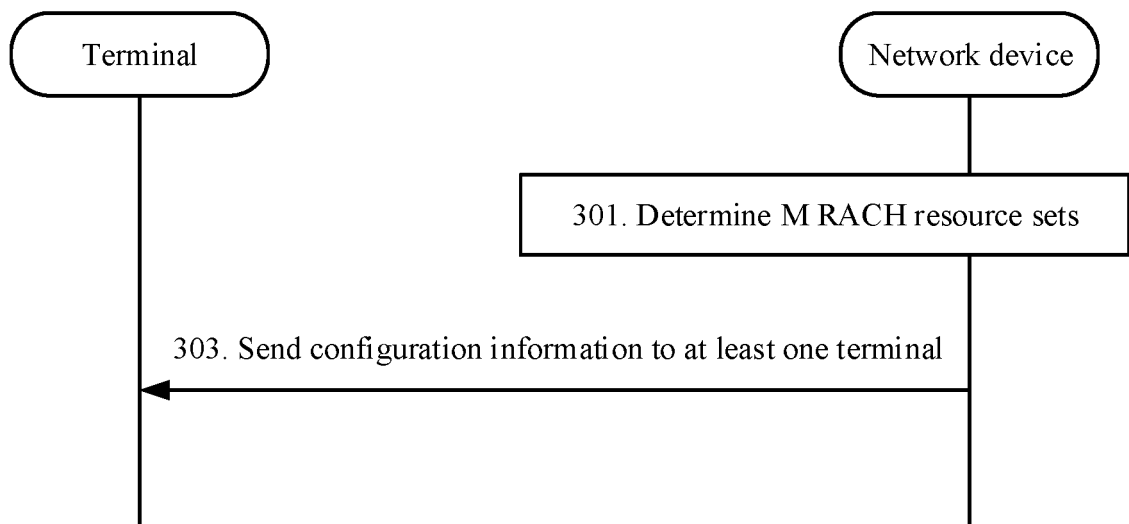 Terminal
Network device
301. Determine M RACH resource sets
303. Send configuration information to at least one terminal